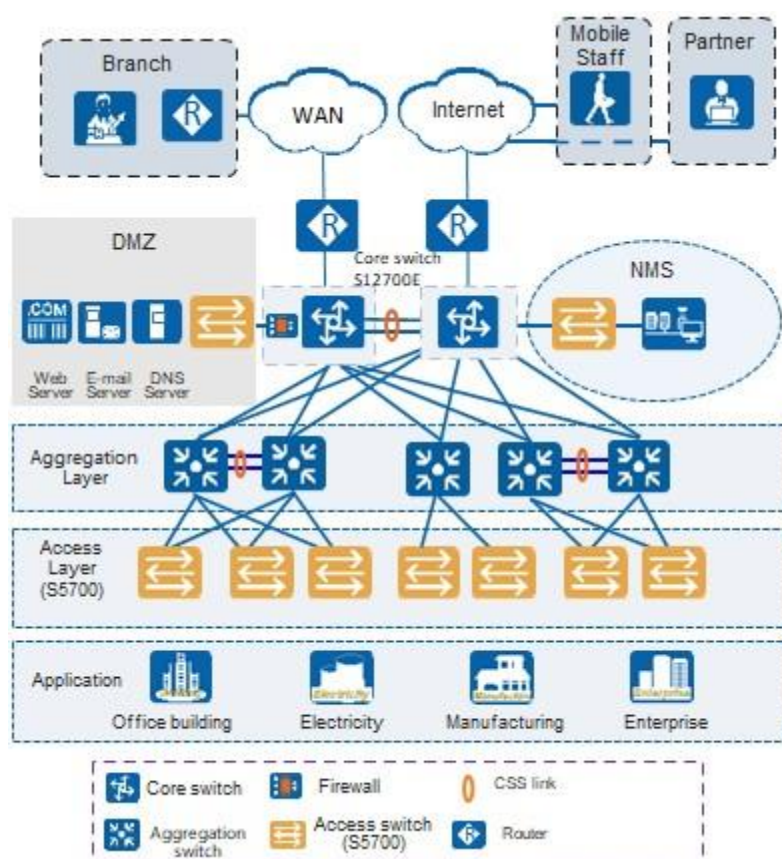 Branch
WAN
Internet
Mobile
Staff
Partner
R
R
R
DMZ
Core switch
S12700E
NMS
.COM
Web
Server
E-mail
Server
DNS
Server
Aggregation
Layer
Access
Layer
(S5700)
Application
Office building
Electricity
Electricity
Manufacturing
Enterprise
Enterprise
Core switch
Firewall
CSS link
Aggregation
switch
Access switch
(S5700)
R
Router